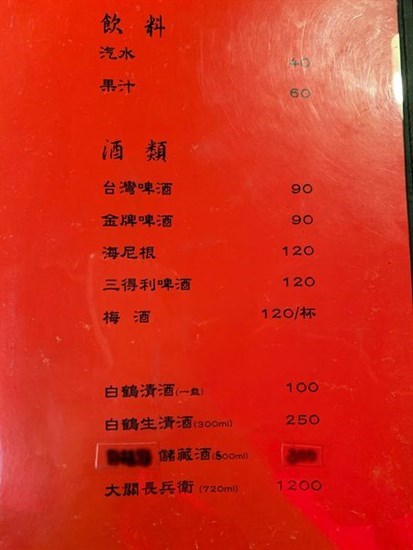 飲料
汽水 40
果汁 60
酒類
台灣啤酒 90
金牌啤酒 90
海尼根 120
三得利啤酒 120
梅酒 120/杯
白鶴清酒(一壺) 100
白鶴生清酒(300ml) 250
儲藏酒
大關長兵衛 (720ml) 1200